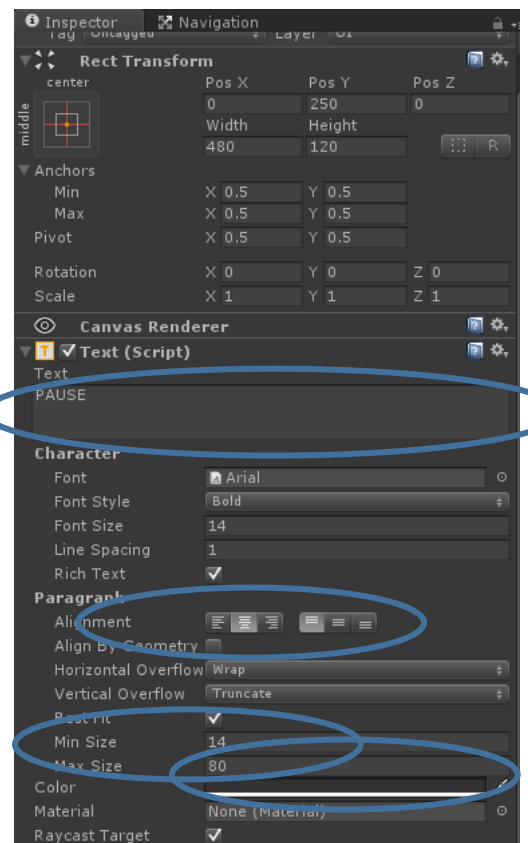 Inspector Navigation
Tag Untagged Layer UI
Rect Transform
center Pos X Pos Y Pos Z
middle
0 250 0
Width Height
480 120 R
Anchors
Min X 0.5 Y 0.5
Max X 0.5 Y 0.5
Pivot X 0.5 Y 0.5
Rotation X 0 Y 0 Z 0
Scale X 1 Y 1 Z 1
Canvas Renderer
T Text (Script)
Text
PAUSE
Character
Font Arial
Font Style Bold
Font Size 14
Line Spacing 1
Rich Text
Paragraph
Alignment
Align By Geometry
Horizontal Overflow Wrap
Vertical Overflow Truncate
Best Fit
Min Size 14
Max Size 80
Color
Material None (Material)
Raycast Target